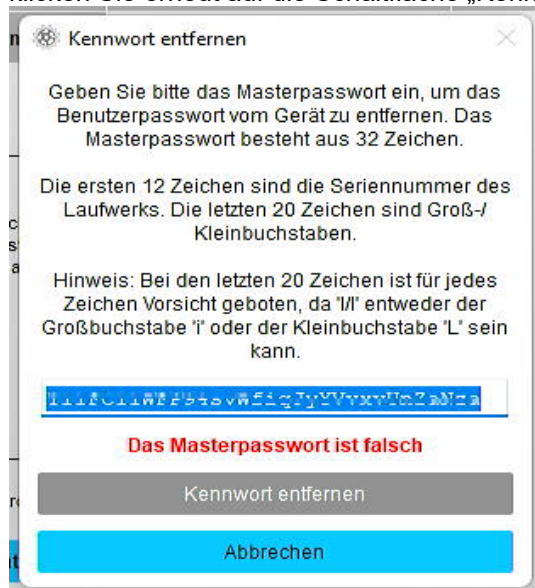 Kennwort entfernen
Geben Sie bitte das Masterpasswort ein, um das
Benutzerpasswort vom Gerät zu entfernen. Das
Masterpasswort besteht aus 32 Zeichen.
Die ersten 12 Zeichen sind die Seriennummer des
Laufwerks. Die letzten 20 Zeichen sind Groß-/
Kleinbuchstaben.
Hinweis: Bei den letzten 20 Zeichen ist für jedes
Zeichen Vorsicht geboten, da 'I/l' entweder der
Großbuchstabe 'i' oder der Kleinbuchstabe 'L' sein
kann.
Das Masterpasswort ist falsch
Kennwort entfernen
Abbrechen